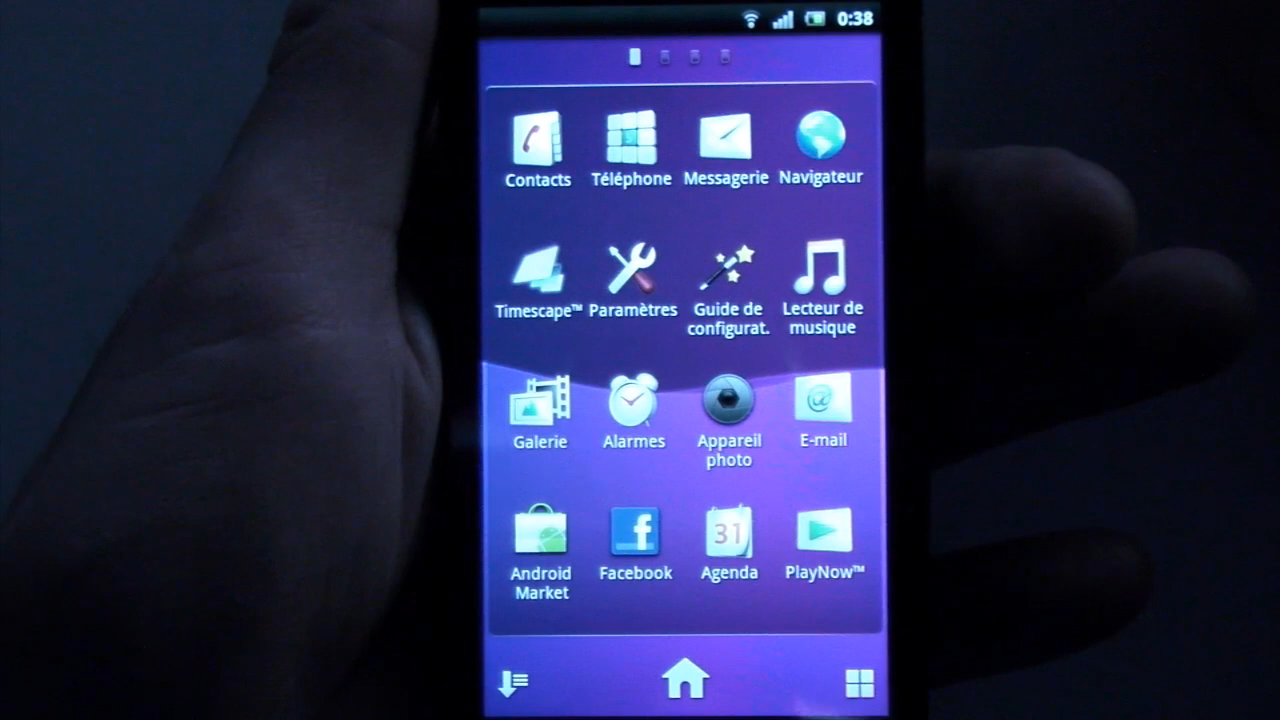 0:38
Contacts Téléphone Messagerie Navigateur
Timescape™ Paramètres Guide de configurat. Lecteur de musique
Galerie Alarmes Appareil photo E-mail
31
Android Market Facebook Agenda PlayNow™